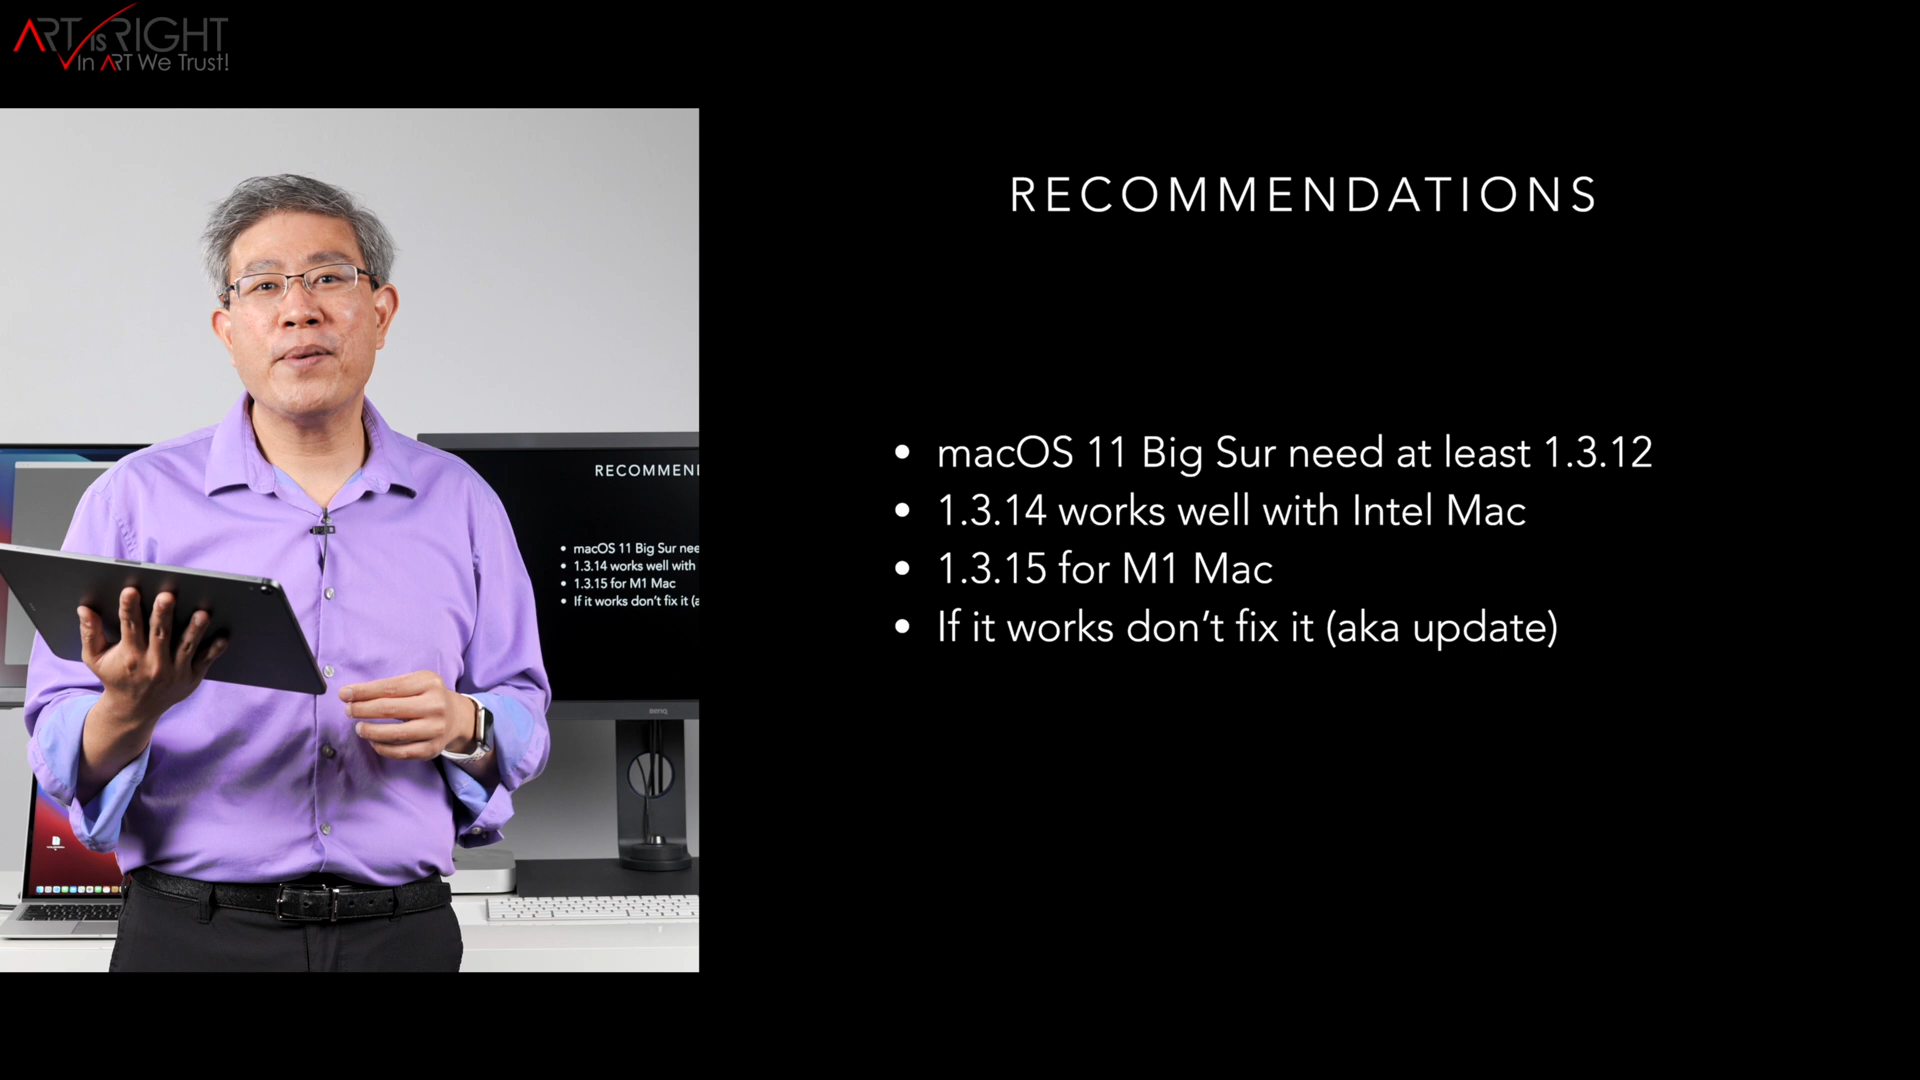 ART is RIGHT
In ART We Trust!
RECOMMENDATIONS
• macOS 11 Big Sur need at least 1.3.12
• 1.3.14 works well with Intel Mac
• 1.3.15 for M1 Mac
• If it works don’t fix it (aka update)
RECOMMEN
• macOS 11 Big Sur nee
• 1.3.14 works well with
• 1.3.15 for M1 Mac
• If it works don’t fix it (a
BenQ